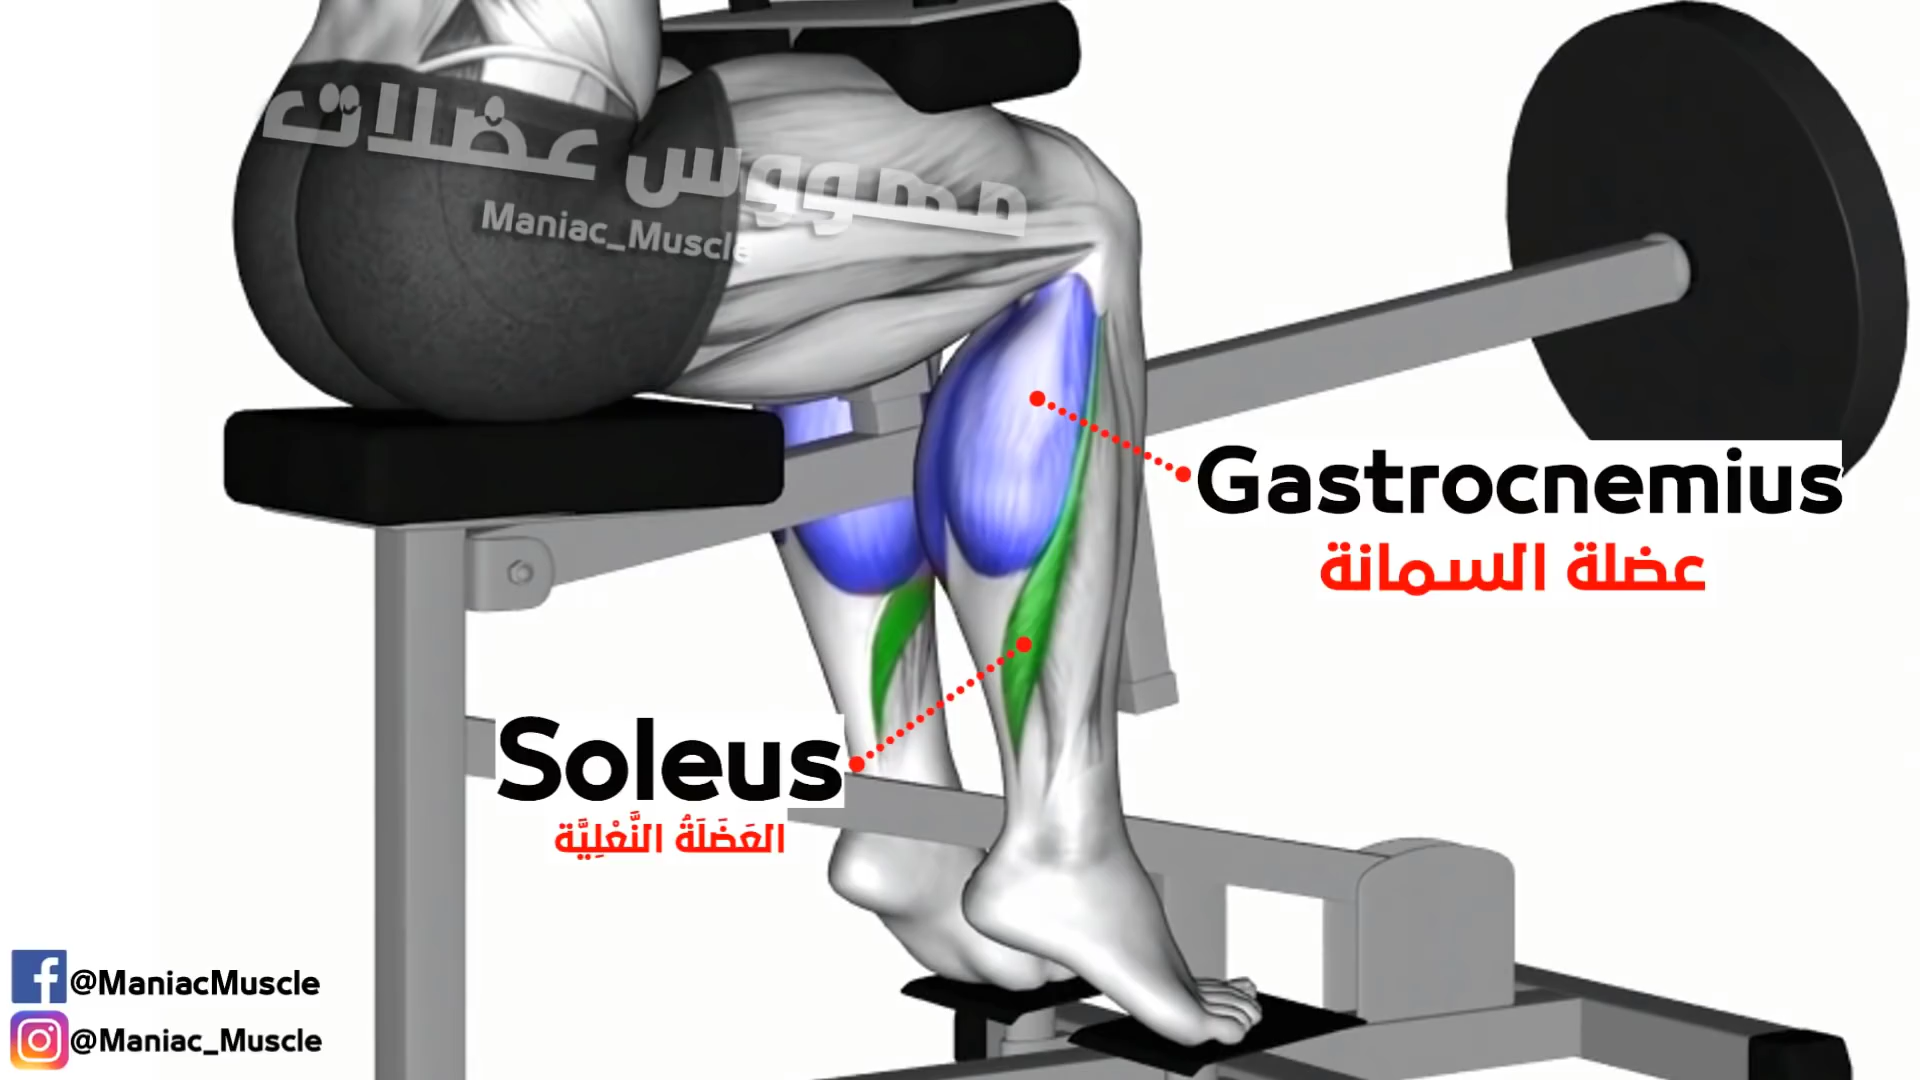 مهووس عضلات
Maniac_Muscle
Gastrocnemius
عضلة السمانة
Soleus
العَضَلَةُ النَّعْلِيَّة
@ManiacMuscle
@Maniac_Muscle